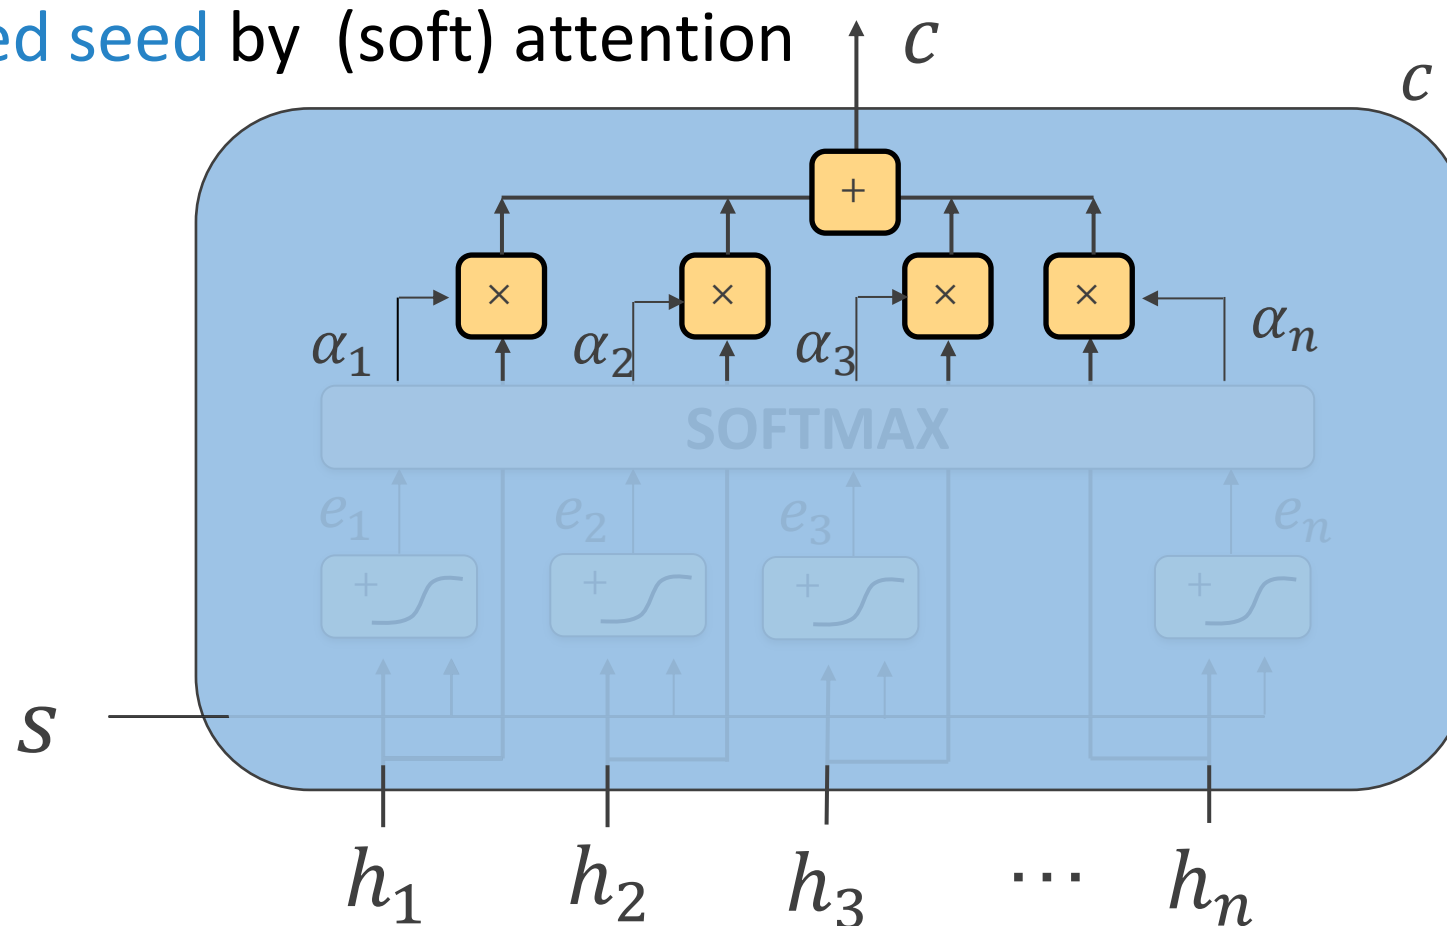 ed seed by (soft) attention
c
c
+
× × × ×
α₁ α₂ α₃ αₙ
SOFTMAX
e₁ e₂ e₃ eₙ
+ + + +
s
h₁ h₂ h₃ ⋯ hₙ